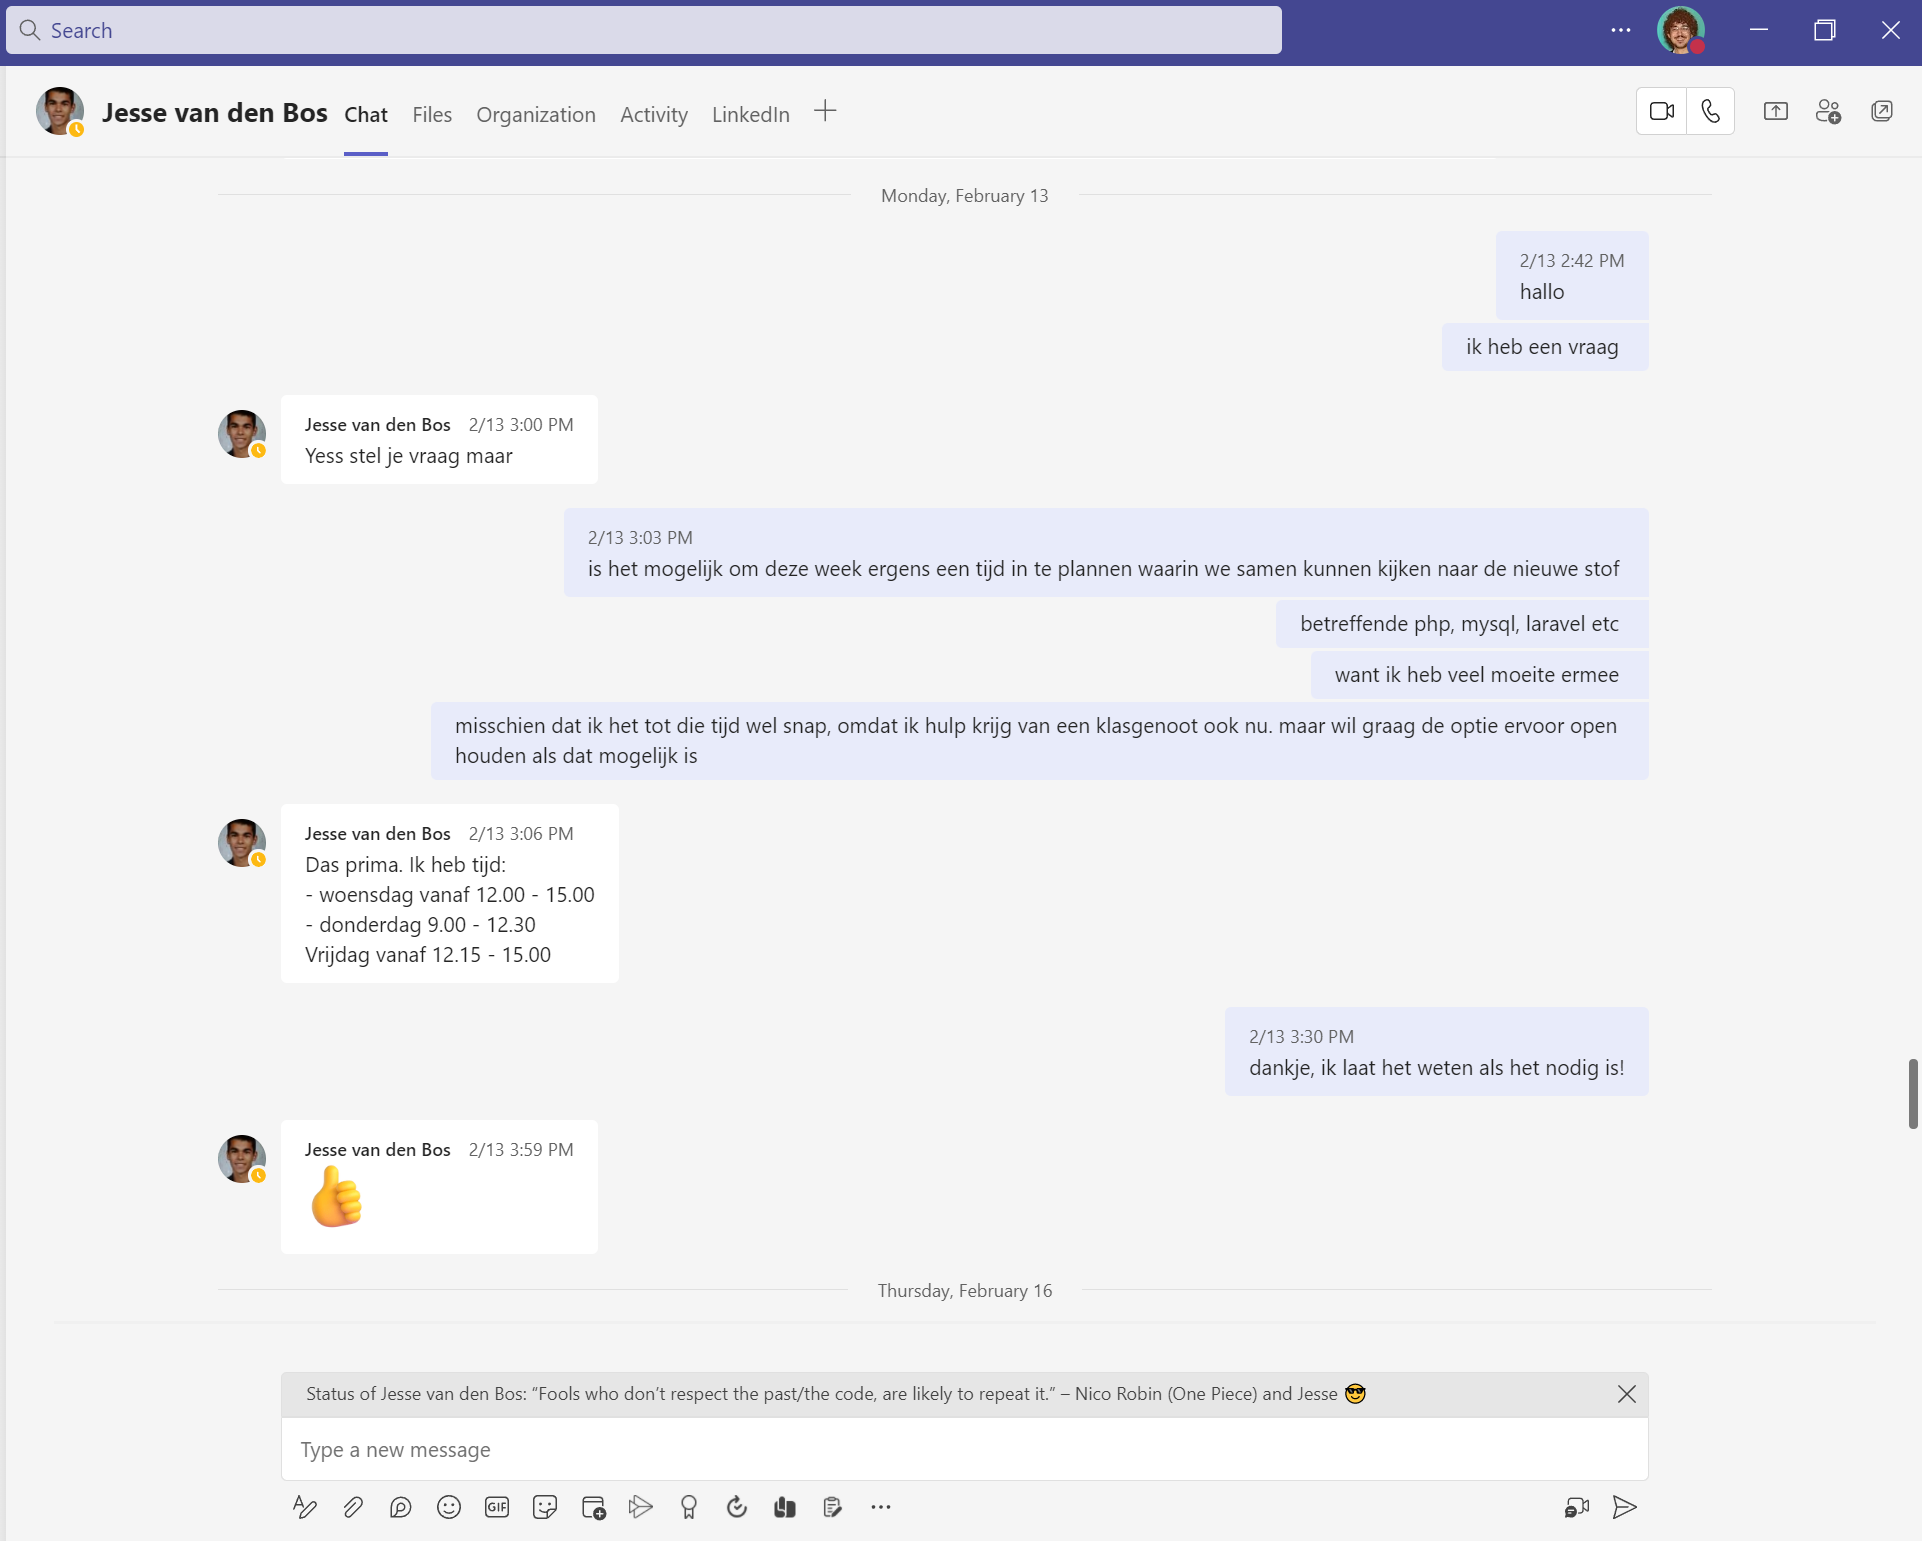 Search
Jesse van den Bos Chat Files Organization Activity LinkedIn
Monday, February 13
2/13 2:42 PM
hallo
ik heb een vraag
Jesse van den Bos 2/13 3:00 PM
Yess stel je vraag maar
2/13 3:03 PM
is het mogelijk om deze week ergens een tijd in te plannen waarin we samen kunnen kijken naar de nieuwe stof
betreffende php, mysql, laravel etc
want ik heb veel moeite ermee
misschien dat ik het tot die tijd wel snap, omdat ik hulp krijg van een klasgenoot ook nu. maar wil graag de optie ervoor open
houden als dat mogelijk is
Jesse van den Bos 2/13 3:06 PM
Das prima. Ik heb tijd:
- woensdag vanaf 12.00 - 15.00
- donderdag 9.00 - 12.30
Vrijdag vanaf 12.15 - 15.00
2/13 3:30 PM
dankje, ik laat het weten als het nodig is!
Jesse van den Bos 2/13 3:59 PM
👍
Thursday, February 16
Status of Jesse van den Bos: “Fools who don’t respect the past/the code, are likely to repeat it.” – Nico Robin (One Piece) and Jesse 😎
Type a new message
GIF